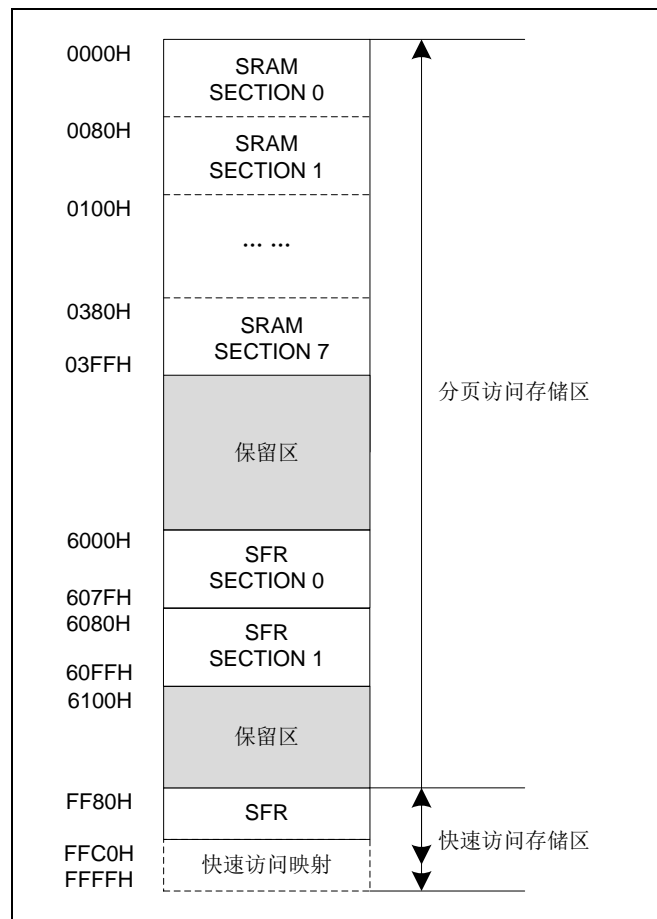 0000H
SRAM
SECTION 0
0080H
SRAM
SECTION 1
0100H
... ...
0380H
SRAM
SECTION 7
03FFH
分页访问存储区
保留区
6000H
SFR
SECTION 0
607FH
6080H
SFR
SECTION 1
60FFH
6100H
保留区
FF80H
SFR
快速访问存储区
FFC0H
快速访问映射
FFFFH